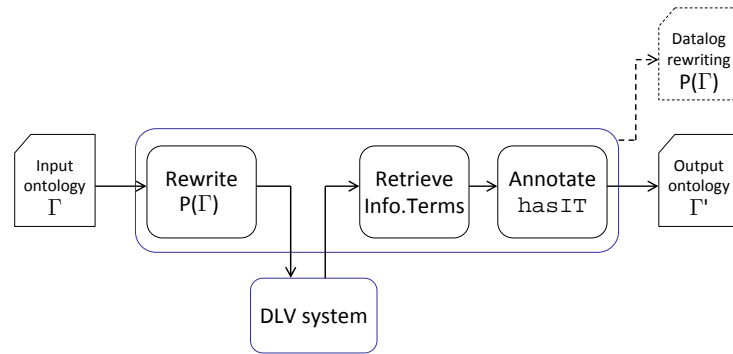 Datalog
rewriting
P(Γ)
Input
ontology
Γ
Rewrite
P(Γ)
Retrieve
Info.Terms
Annotate
hasIT
Output
ontology
Γ'
DLV system